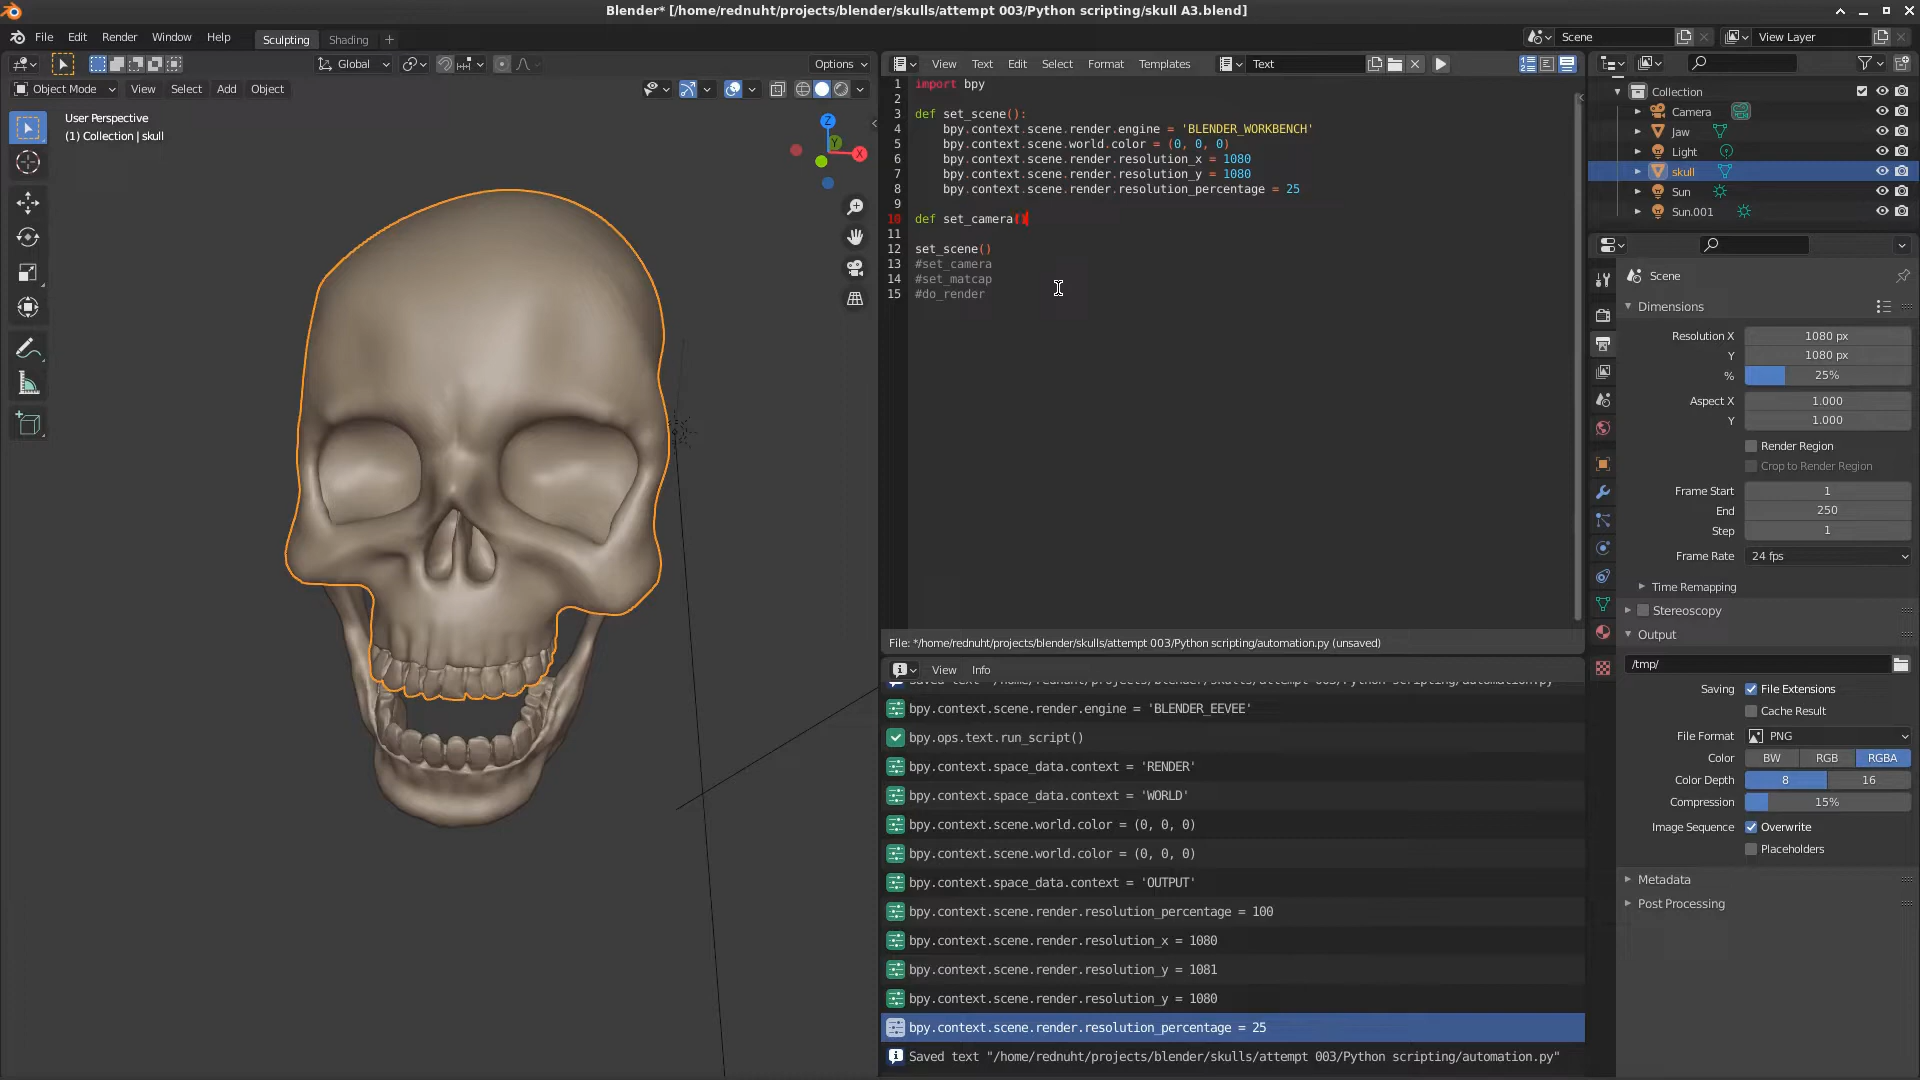 Blender* [/home/rednuht/projects/blender/skulls/attempt 003/Python scripting/skull A3.blend]
File Edit Render Window Help Sculpting Shading + Scene View Layer
Global Options View Text Edit Select Format Templates Text
Object Mode View Select Add Object
User Perspective
(1) Collection | skull
Z
Y
X
1 import bpy
2
3 def set_scene():
4 bpy.context.scene.render.engine = 'BLENDER_WORKBENCH'
5 bpy.context.scene.world.color = (0, 0, 0)
6 bpy.context.scene.render.resolution_x = 1080
7 bpy.context.scene.render.resolution_y = 1080
8 bpy.context.scene.render.resolution_percentage = 25
9
10 def set_camera()
11
12 set_scene()
13 #set_camera
14 #set_matcap
15 #do_render
File: */home/rednuht/projects/blender/skulls/attempt 003/Python scripting/automation.py (unsaved)
View Info
Saved text "/home/rednuht/projects/blender/skulls/attempt 003/Python scripting/automation.py"
bpy.context.scene.render.engine = 'BLENDER_EEVEE'
bpy.ops.text.run_script()
bpy.context.space_data.context = 'RENDER'
bpy.context.space_data.context = 'WORLD'
bpy.context.scene.world.color = (0, 0, 0)
bpy.context.scene.world.color = (0, 0, 0)
bpy.context.space_data.context = 'OUTPUT'
bpy.context.scene.render.resolution_percentage = 100
bpy.context.scene.render.resolution_x = 1080
bpy.context.scene.render.resolution_y = 1081
bpy.context.scene.render.resolution_y = 1080
bpy.context.scene.render.resolution_percentage = 25
Saved text "/home/rednuht/projects/blender/skulls/attempt 003/Python scripting/automation.py"
Collection
Camera
Jaw
Light
skull
Sun
Sun.001
Scene
Dimensions
Resolution X 1080 px
Y 1080 px
% 25%
Aspect X 1.000
Y 1.000
Render Region
Crop to Render Region
Frame Start 1
End 250
Step 1
Frame Rate 24 fps
Time Remapping
Stereoscopy
Output
/tmp/
Saving File Extensions
Cache Result
File Format PNG
Color BW RGB RGBA
Color Depth 8 16
Compression 15%
Image Sequence Overwrite
Placeholders
Metadata
Post Processing